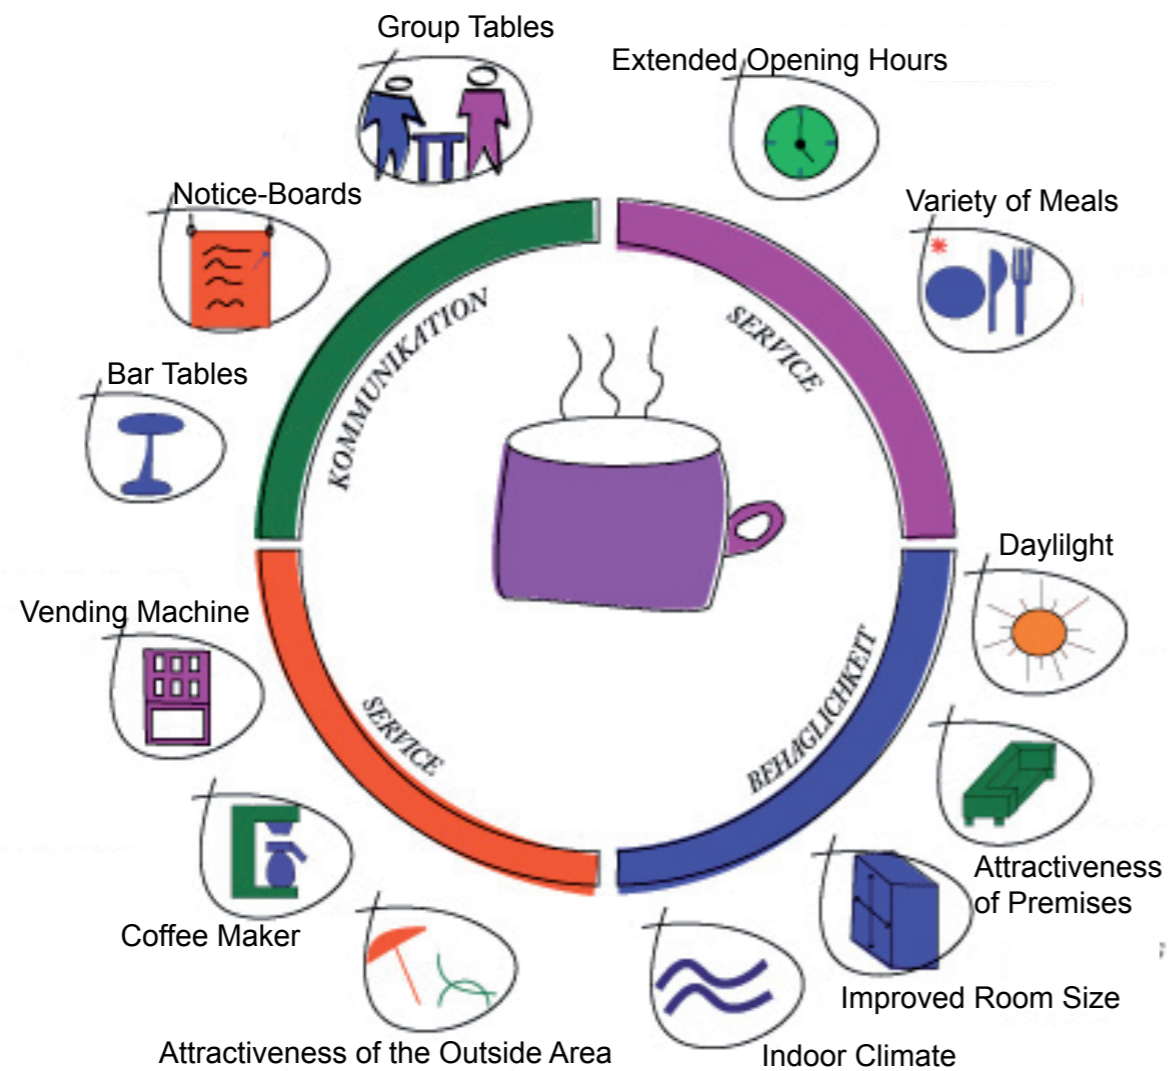 Group Tables
Extended Opening Hours
Notice-Boards
Variety of Meals
KOMMUNIKATION
SERVICE
Bar Tables
Daylilght
Vending Machine
SERVICE
BEHAGLICHKEIT
Attractiveness
of Premises
Coffee Maker
Improved Room Size
Attractiveness of the Outside Area
Indoor Climate